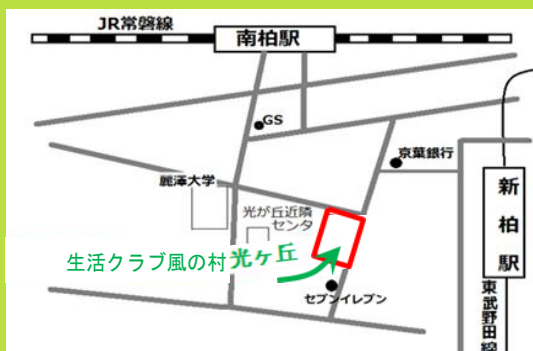 JR常磐線
南柏駅
GS
京葉銀行
麗澤大学
新柏駅
光が丘近隣
センタ
生活クラブ風の村光ヶ丘
セブンイレブン
東武野田線